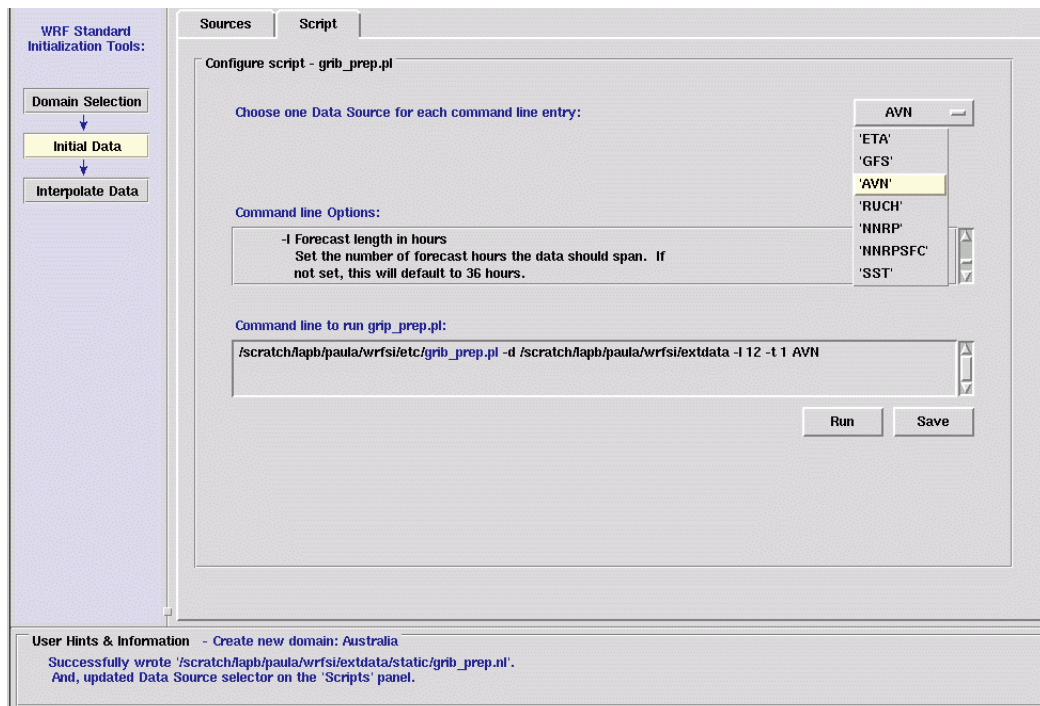 WRF Standard
Initialization Tools:
Domain Selection
Initial Data
Interpolate Data
Sources
Script
Configure script - grib_prep.pl
Choose one Data Source for each command line entry:
AVN
'ETA'
'GFS'
'AVN'
'RUCH'
'NNRP'
'NNRPSFC'
'SST'
Command line Options:
-l Forecast length in hours
Set the number of forecast hours the data should span. If
not set, this will default to 36 hours.
Command line to run grip_prep.pl:
/scratch/lapb/paula/wrfsi/etc/grib_prep.pl -d /scratch/lapb/paula/wrfsi/extdata -l 12 -t 1 AVN
Run
Save
User Hints & Information - Create new domain: Australia
Successfully wrote '/scratch/lapb/paula/wrfsi/extdata/static/grib_prep.nl'.
And, updated Data Source selector on the 'Scripts' panel.